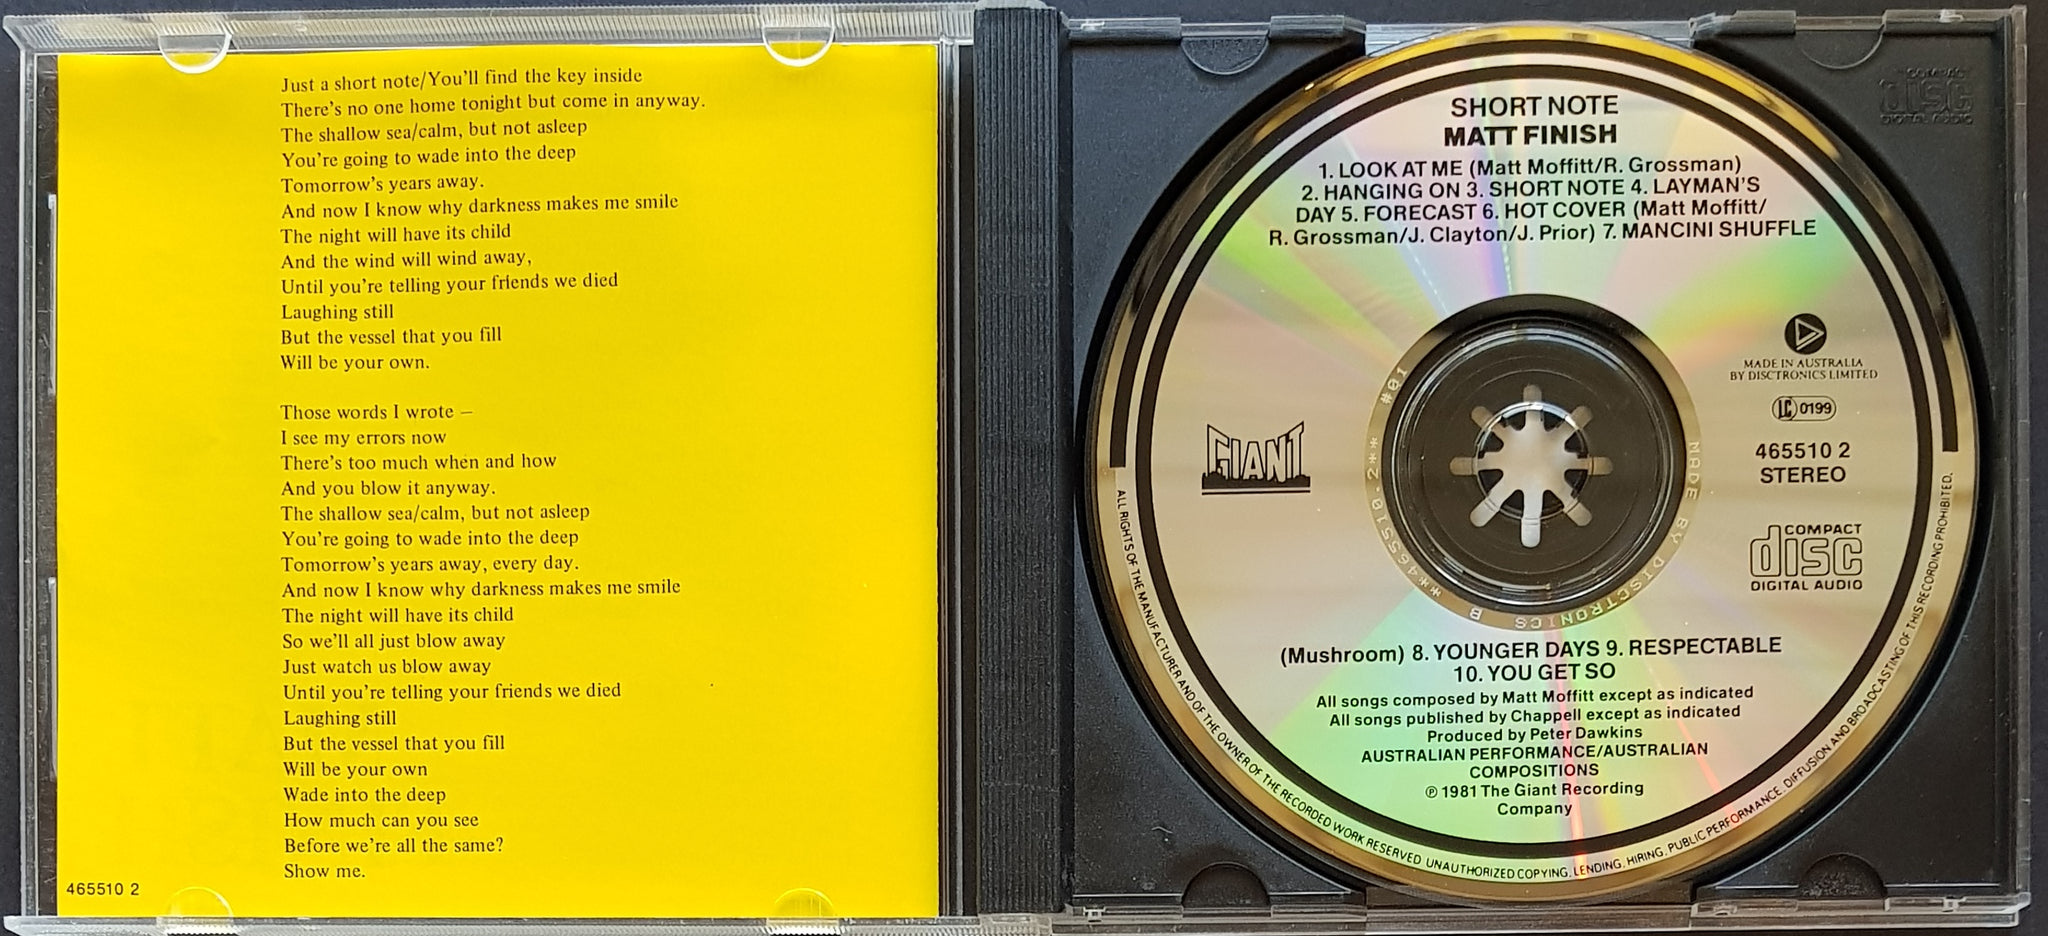 Just a short note/You'll find the key inside
There's no one home tonight but come in anyway.
The shallow sea/calm, but not asleep
You're going to wade into the deep
Tomorrow's years away.
And now I know why darkness makes me smile
The night will have its child
And the wind will wind away,
Until you're telling your friends we died
Laughing still
But the vessel that you fill
Will be your own.
Those words I wrote –
I see my errors now
There's too much when and how
And you blow it anyway.
The shallow sea/calm, but not asleep
You're going to wade into the deep
Tomorrow's years away, every day.
And now I know why darkness makes me smile
The night will have its child
So we'll all just blow away
Just watch us blow away
Until you're telling your friends we died
Laughing still
But the vessel that you fill
Will be your own
Wade into the deep
How much can you see
Before we're all the same?
Show me.
465510 2
SHORT NOTE
MATT FINISH
1. LOOK AT ME (Matt Moffitt/R. Grossman)
2. HANGING ON 3. SHORT NOTE 4. LAYMAN'S
DAY 5. FORECAST 6. HOT COVER (Matt Moffitt/
R. Grossman/J. Clayton/J. Prior) 7. MANCINI SHUFFLE
MADE IN AUSTRALIA
BY DISCTRONICS LIMITED
LC 0199
465510 2
STEREO
GIANT
COMPACT
disc
DIGITAL AUDIO
**465510.2** #01
MADE BY DISCTRONICS B
(Mushroom) 8. YOUNGER DAYS 9. RESPECTABLE
10. YOU GET SO
All songs composed by Matt Moffitt except as indicated
All songs published by Chappell except as indicated
Produced by Peter Dawkins
AUSTRALIAN PERFORMANCE/AUSTRALIAN
COMPOSITIONS
℗ 1981 The Giant Recording
Company
ALL RIGHTS OF THE MANUFACTURER AND OF THE OWNER OF THE RECORDED WORK RESERVED. UNAUTHORIZED COPYING, LENDING, HIRING, PUBLIC PERFORMANCE, DIFFUSION AND BROADCASTING OF THIS RECORDING PROHIBITED.
COMPACT
disc
DIGITAL AUDIO